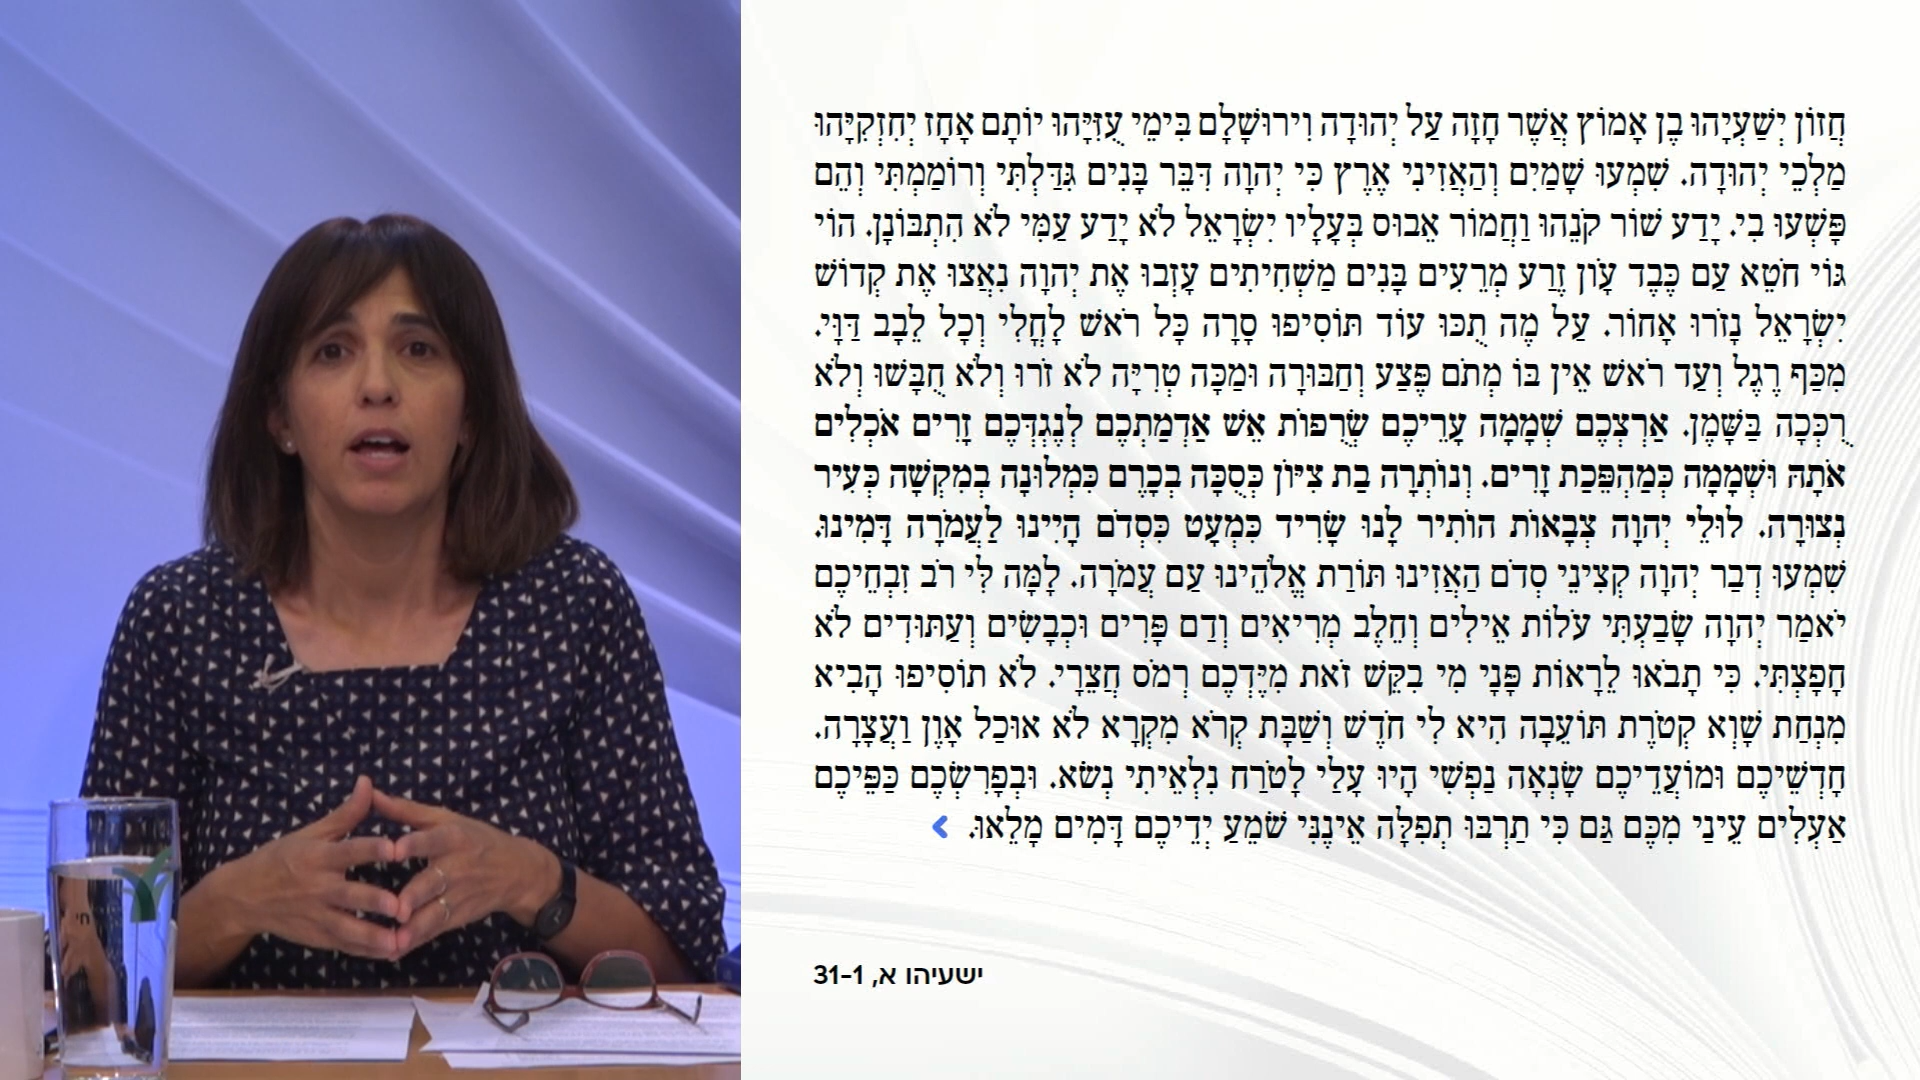 חֲזוֹן יְשַׁעְיָהוּ בֶן אָמוֹץ אֲשֶׁר חָזָה עַל יְהוּדָה וִירוּשָׁלָם בִּימֵי עֻזִּיָּהוּ יוֹתָם אָחָז יְחִזְקִיָּהוּ
מַלְכֵי יְהוּדָה. שִׁמְעוּ שָׁמַיִם וְהַאֲזִינִי אֶרֶץ כִּי יְהוָה דִּבֵּר בָּנִים גִּדַּלְתִּי וְרוֹמַמְתִּי וְהֵם
פָּשְׁעוּ בִי. יָדַע שׁוֹר קֹנֵהוּ וַחֲמוֹר אֵבוּס בְּעָלָיו יִשְׂרָאֵל לֹא יָדַע עַמִּי לֹא הִתְבּוֹנָן. הוֹי
גּוֹי חֹטֵא עַם כֶּבֶד עָוֺן זֶרַע מְרֵעִים בָּנִים מַשְׁחִיתִים עָזְבוּ אֶת יְהוָה נִאֲצוּ אֶת קְדוֹשׁ
יִשְׂרָאֵל נָזֹרוּ אָחוֹר. עַל מֶה תֻכּוּ עוֹד תּוֹסִיפוּ סָרָה כָּל רֹאשׁ לָחֳלִי וְכָל לֵבָב דַּוָּי.
מִכַּף רֶגֶל וְעַד רֹאשׁ אֵין בּוֹ מְתֹם פֶּצַע וְחַבּוּרָה וּמַכָּה טְרִיָּה לֹא זֹרוּ וְלֹא חֻבָּשׁוּ וְלֹא
רֻכְּכָה בַּשָּׁמֶן. אַרְצְכֶם שְׁמָמָה עָרֵיכֶם שְׂרֻפוֹת אֵשׁ אַדְמַתְכֶם לְנֶגְדְּכֶם זָרִים אֹכְלִים
אֹתָהּ וּשְׁמָמָה כְּמַהְפֵּכַת זָרִים. וְנוֹתְרָה בַת צִיּוֹן כְּסֻכָּה בְכָרֶם כִּמְלוּנָה בְמִקְשָׁה כְּעִיר
נְצוּרָה. לוּלֵי יְהוָה צְבָאוֹת הוֹתִיר לָנוּ שָׂרִיד כִּמְעָט כִּסְדֹם הָיִינוּ לַעֲמֹרָה דָּמִינוּ.
שִׁמְעוּ דְבַר יְהוָה קְצִינֵי סְדֹם הַאֲזִינוּ תּוֹרַת אֱלֹהֵינוּ עַם עֲמֹרָה. לָמָּה לִּי רֹב זִבְחֵיכֶם
יֹאמַר יְהוָה שָׂבַעְתִּי עֹלוֹת אֵילִים וְחֵלֶב מְרִיאִים וְדַם פָּרִים וּכְבָשִׂים וְעַתּוּדִים לֹא
חָפָצְתִּי. כִּי תָבֹאוּ לֵרָאוֹת פָּנָי מִי בִקֵּשׁ זֹאת מִיֶּדְכֶם רְמֹס חֲצֵרָי. לֹא תוֹסִיפוּ הָבִיא
מִנְחַת שָׁוְא קְטֹרֶת תּוֹעֵבָה הִיא לִי חֹדֶשׁ וְשַׁבָּת קְרֹא מִקְרָא לֹא אוּכַל אָוֶן וַעֲצָרָה.
חָדְשֵׁיכֶם וּמוֹעֲדֵיכֶם שָׂנְאָה נַפְשִׁי הָיוּ עָלַי לָטֹרַח נִלְאֵיתִי נְשֹׂא. וּבְפָרִשְׂכֶם כַּפֵּיכֶם
אַעְלִים עֵינַי מִכֶּם גַּם כִּי תַרְבּוּ תְפִלָּה אֵינֶנִּי שֹׁמֵעַ יְדֵיכֶם דָּמִים מָלֵאוּ.
ישעיהו א, 1–31